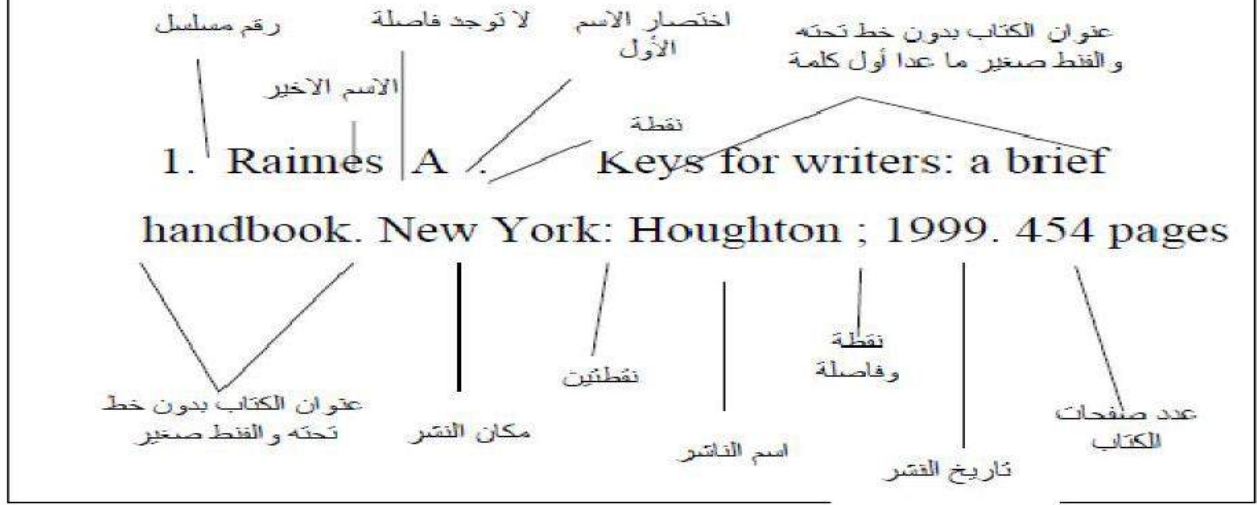 رقم مسلسل
لا توجد فاصلة
اختصار الاسم
الأول
عنوان الكتاب بدون خط تحته
والفنط صغير ما عدا أول كلمة
الاسم الاخير
نقطة
1. Raimes A . Keys for writers: a brief
handbook. New York: Houghton ; 1999. 454 pages
عنوان الكتاب بدون خط
تحته والفنط صغير
مكان النشر
نقطتين
اسم الناشر
نقطة
وفاصلة
تاريخ النشر
عدد صفحات
الكتاب